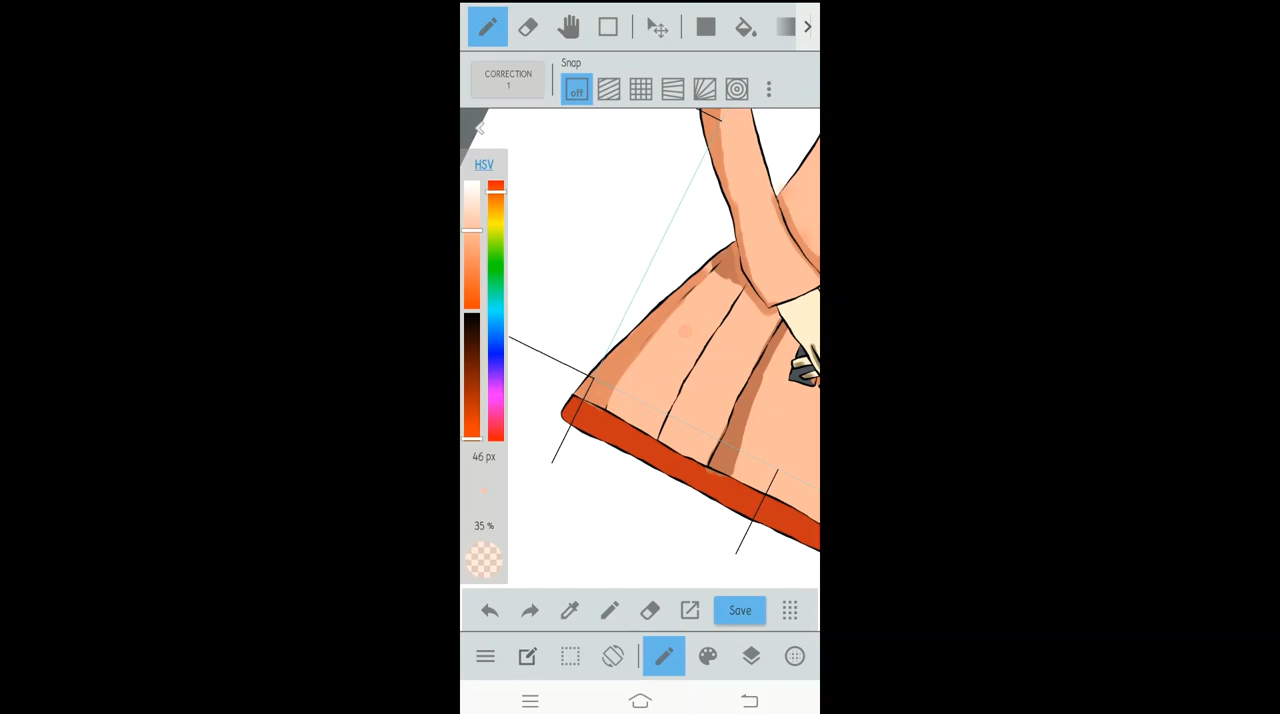 Snap
CORRECTION
1
off
HSV
46 px
35 %
Save